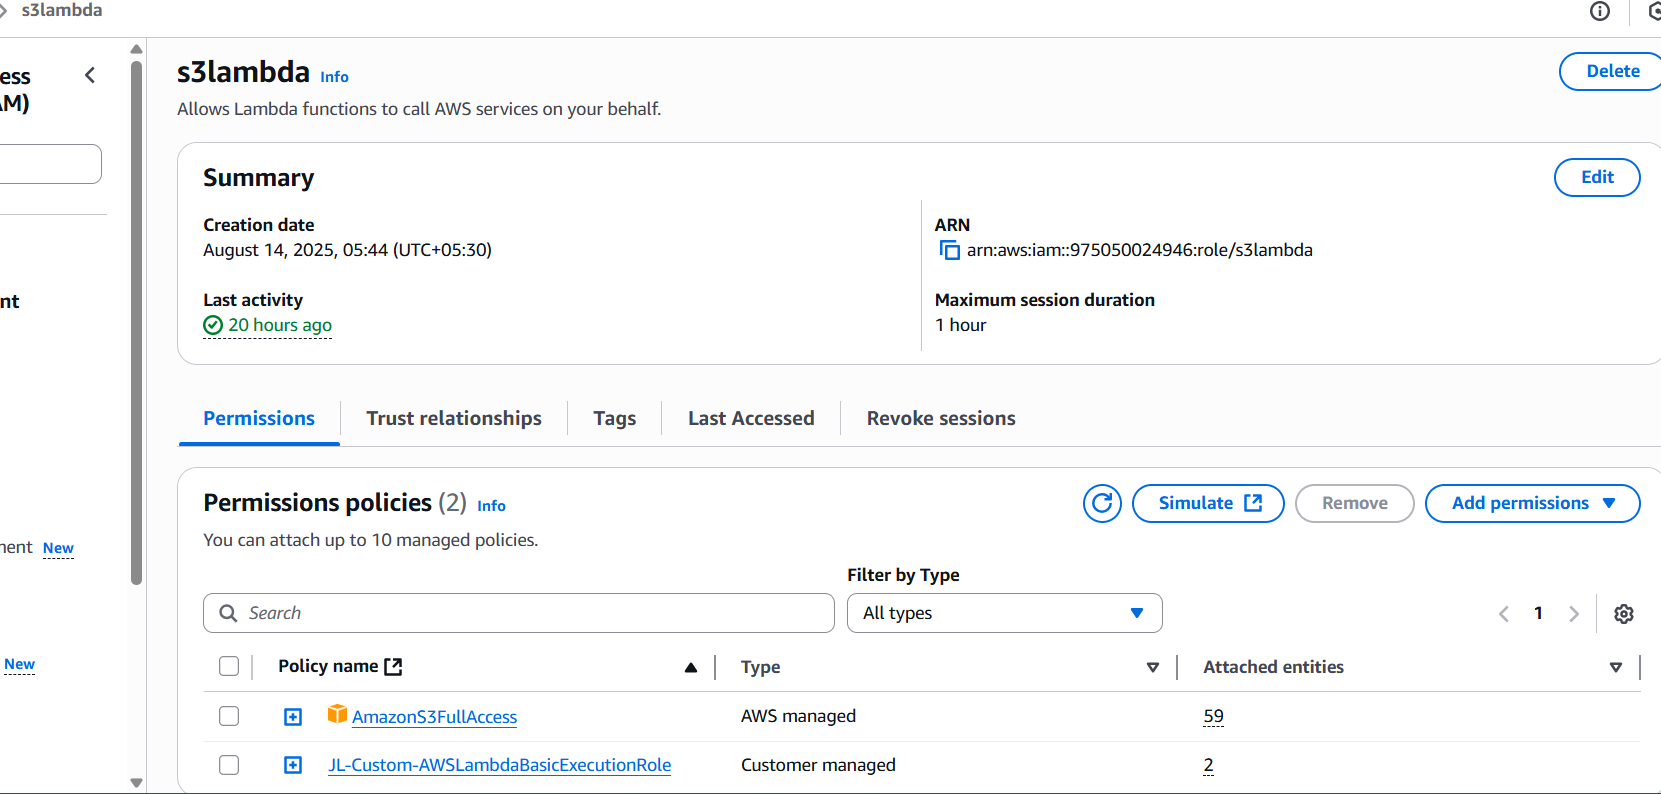 s3lambda
ess
AM)
nt
nent New
New
s3lambda Info
Delete
Allows Lambda functions to call AWS services on your behalf.
Summary
Edit
Creation date
August 14, 2025, 05:44 (UTC+05:30)
ARN
arn:aws:iam::975050024946:role/s3lambda
Last activity
20 hours ago
Maximum session duration
1 hour
Permissions
Trust relationships
Tags
Last Accessed
Revoke sessions
Permissions policies (2) Info
Simulate
Remove
Add permissions
You can attach up to 10 managed policies.
Filter by Type
Search
All types
1
Policy name
Type
Attached entities
AmazonS3FullAccess
AWS managed
59
JL-Custom-AWSLambdaBasicExecutionRole
Customer managed
2